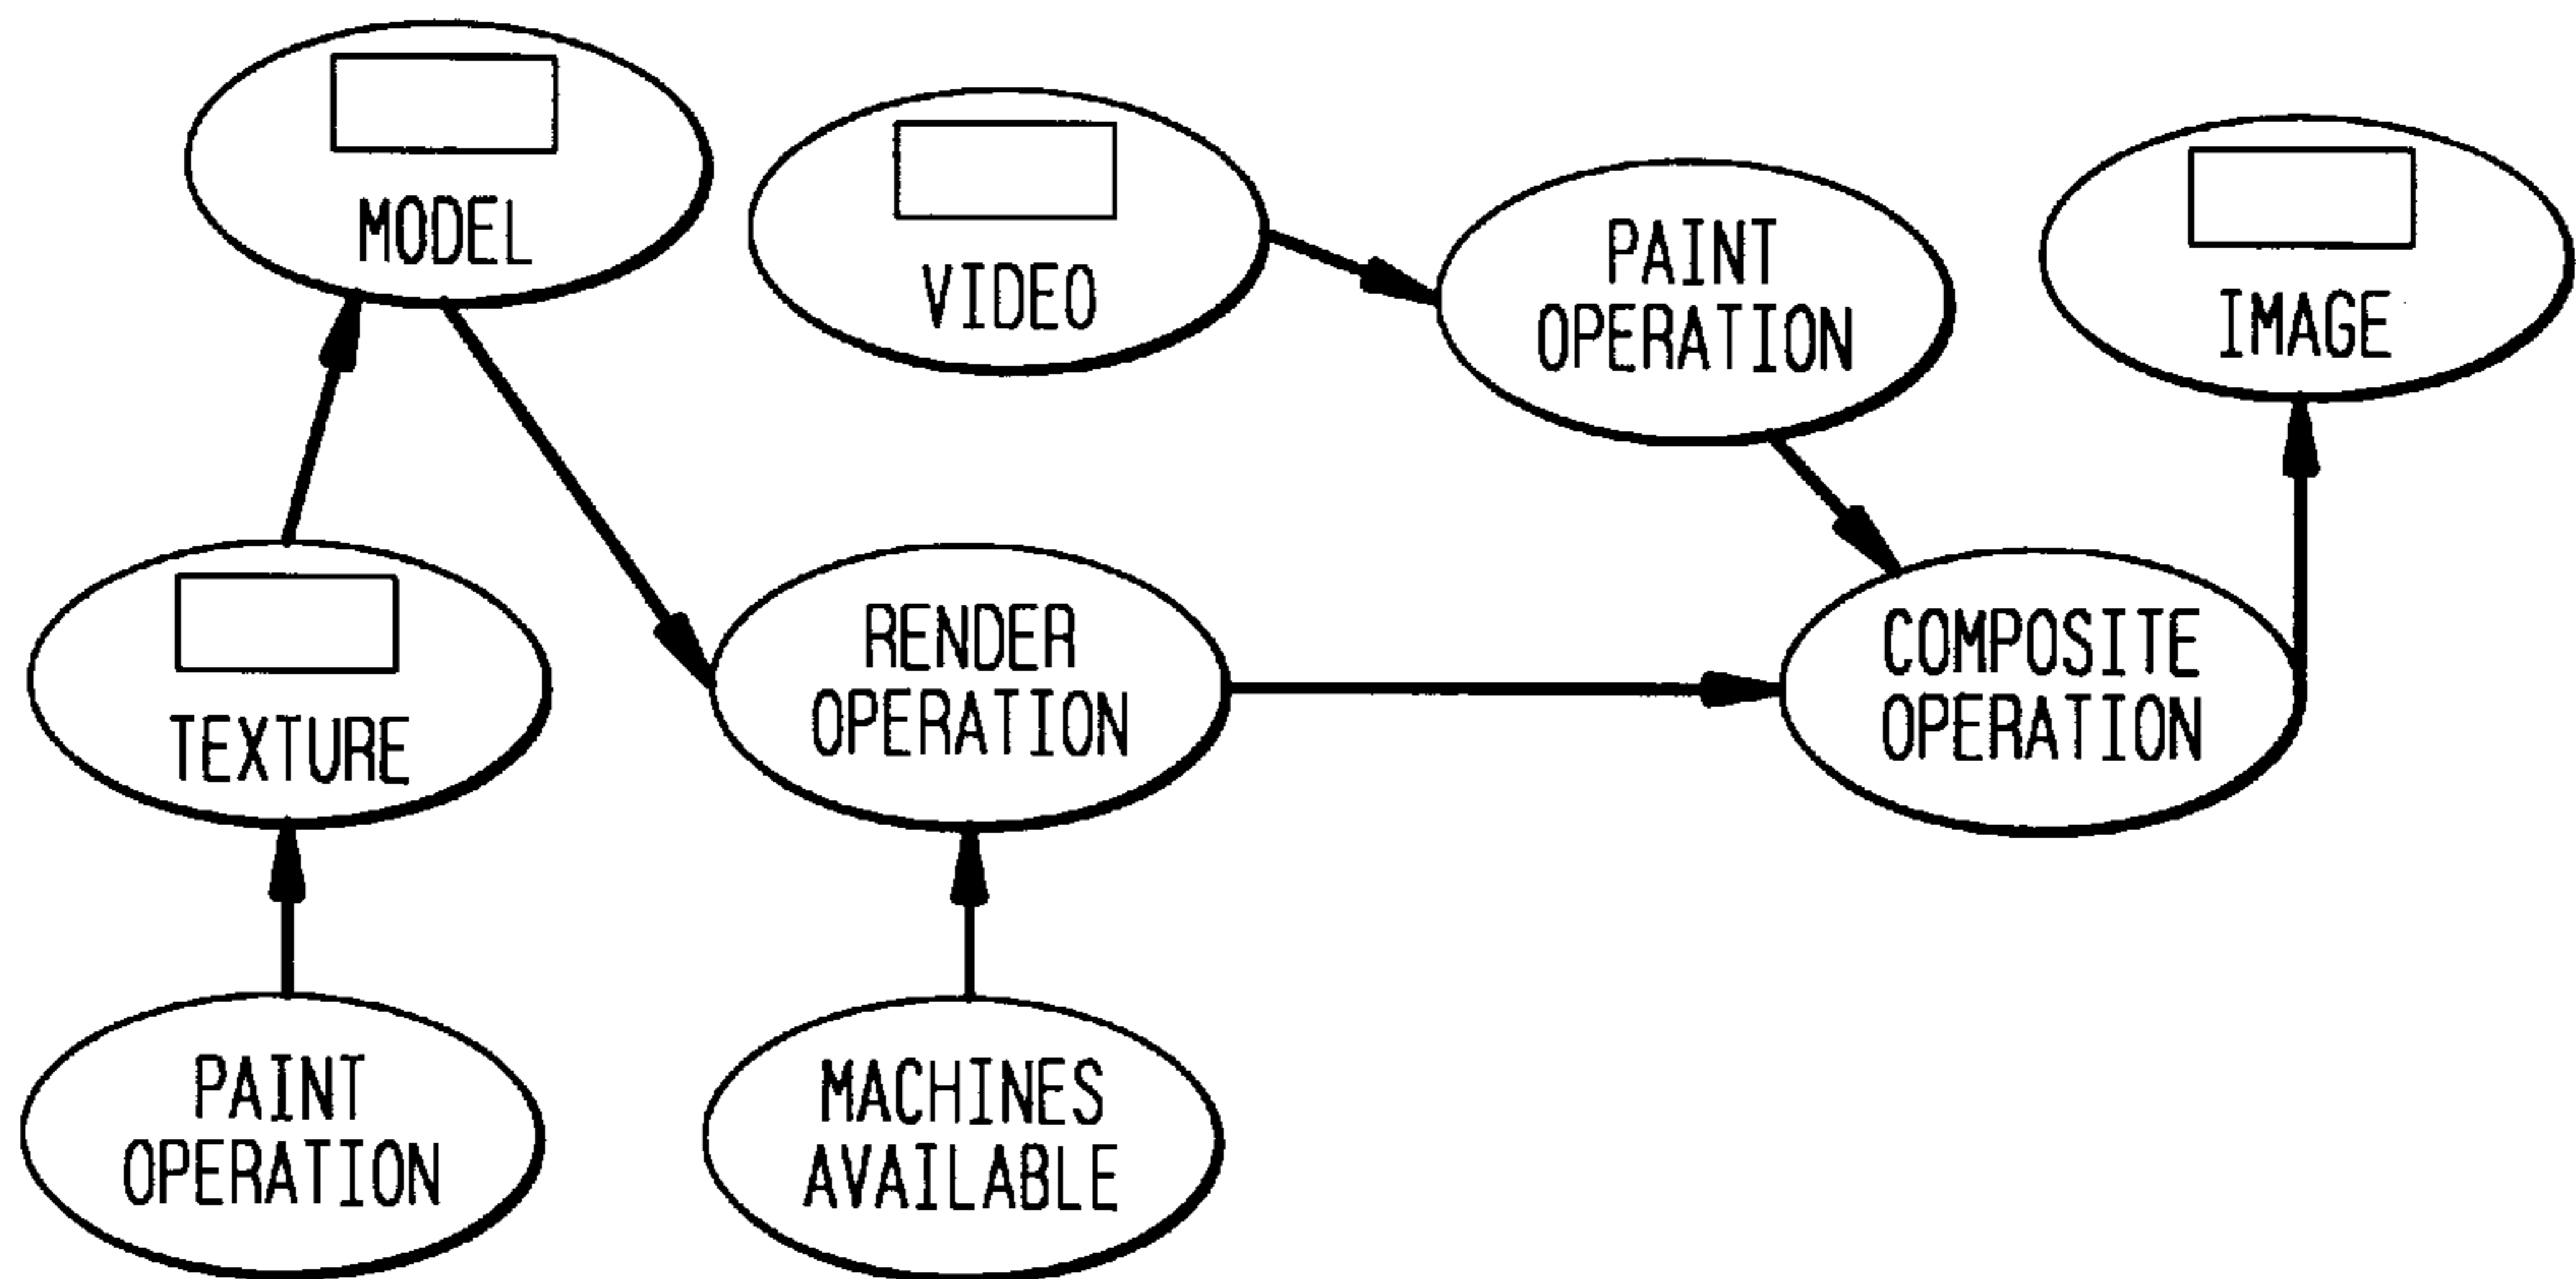 MODEL
VIDEO
PAINT
OPERATION
IMAGE
TEXTURE
RENDER
OPERATION
COMPOSITE
OPERATION
PAINT
OPERATION
MACHINES
AVAILABLE